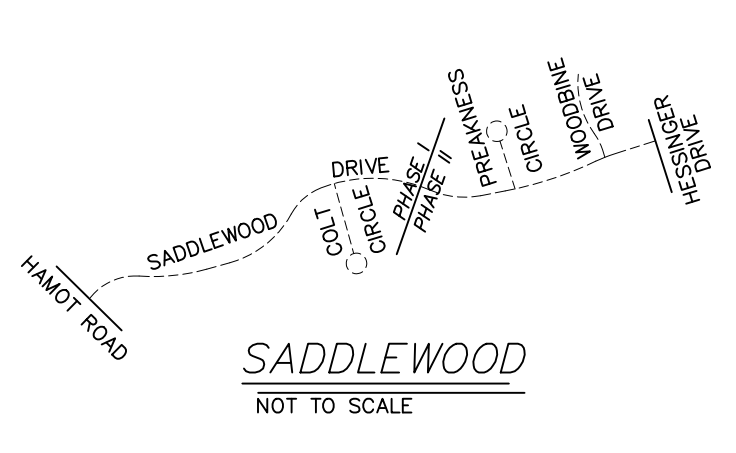 HAMOT ROAD
SADDLEWOOD DRIVE
COLT
CIRCLE
PHASE I
PHASE II
PREAKNESS
CIRCLE
WOODBINE
DRIVE
HESSINGER
DRIVE
SADDLEWOOD
NOT TO SCALE